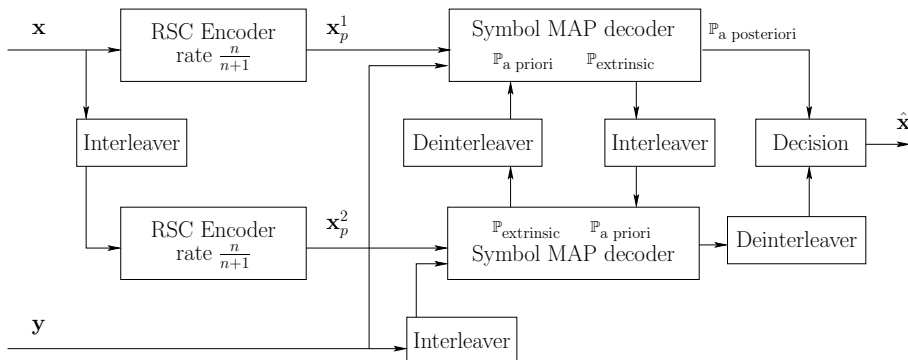 x
RSC Encoder
rate n/(n+1)
x_p^1
Symbol MAP decoder
ℙ_a priori ℙ_extrinsic
ℙ_a posteriori
Interleaver
Deinterleaver
Interleaver
Decision
x̂
RSC Encoder
rate n/(n+1)
x_p^2
ℙ_extrinsic ℙ_a priori
Symbol MAP decoder
Deinterleaver
y
Interleaver